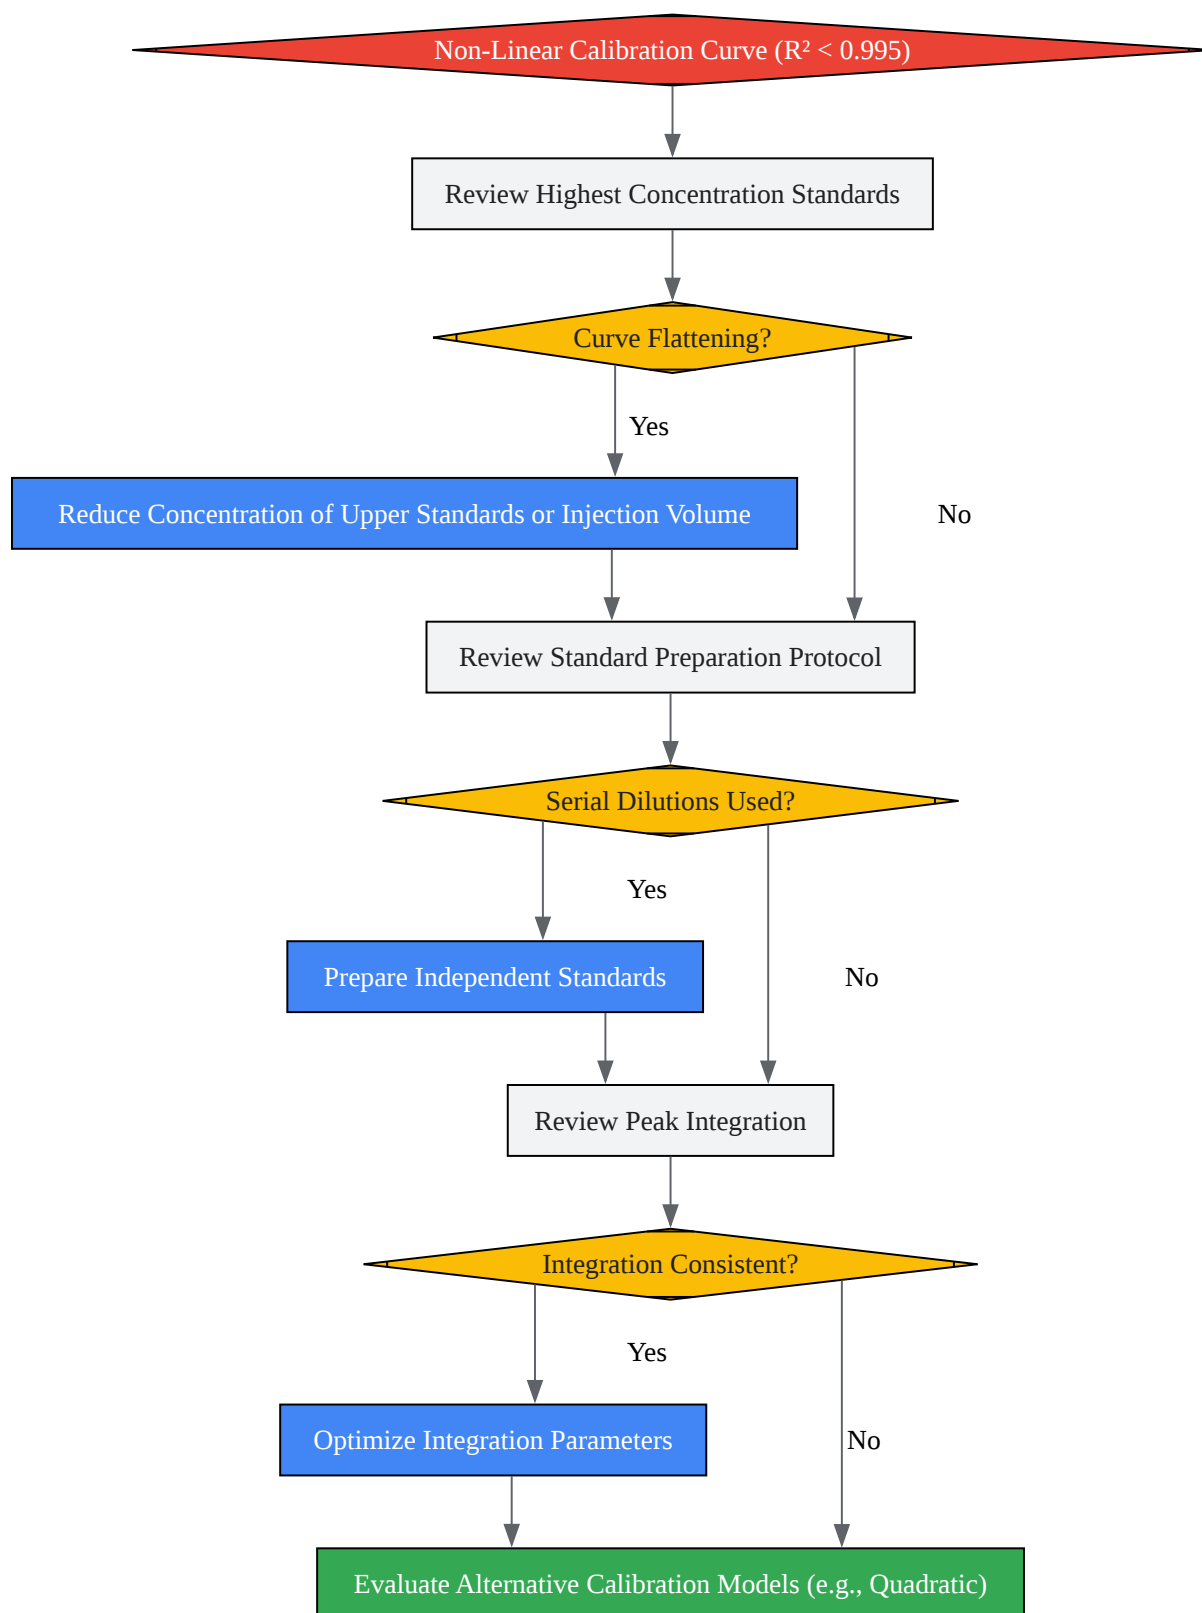 Non-Linear Calibration Curve (R² < 0.995)
Review Highest Concentration Standards
Curve Flattening?
Yes
Reduce Concentration of Upper Standards or Injection Volume
No
Review Standard Preparation Protocol
Serial Dilutions Used?
Yes
Prepare Independent Standards
No
Review Peak Integration
Integration Consistent?
Yes
Optimize Integration Parameters
No
Evaluate Alternative Calibration Models (e.g., Quadratic)